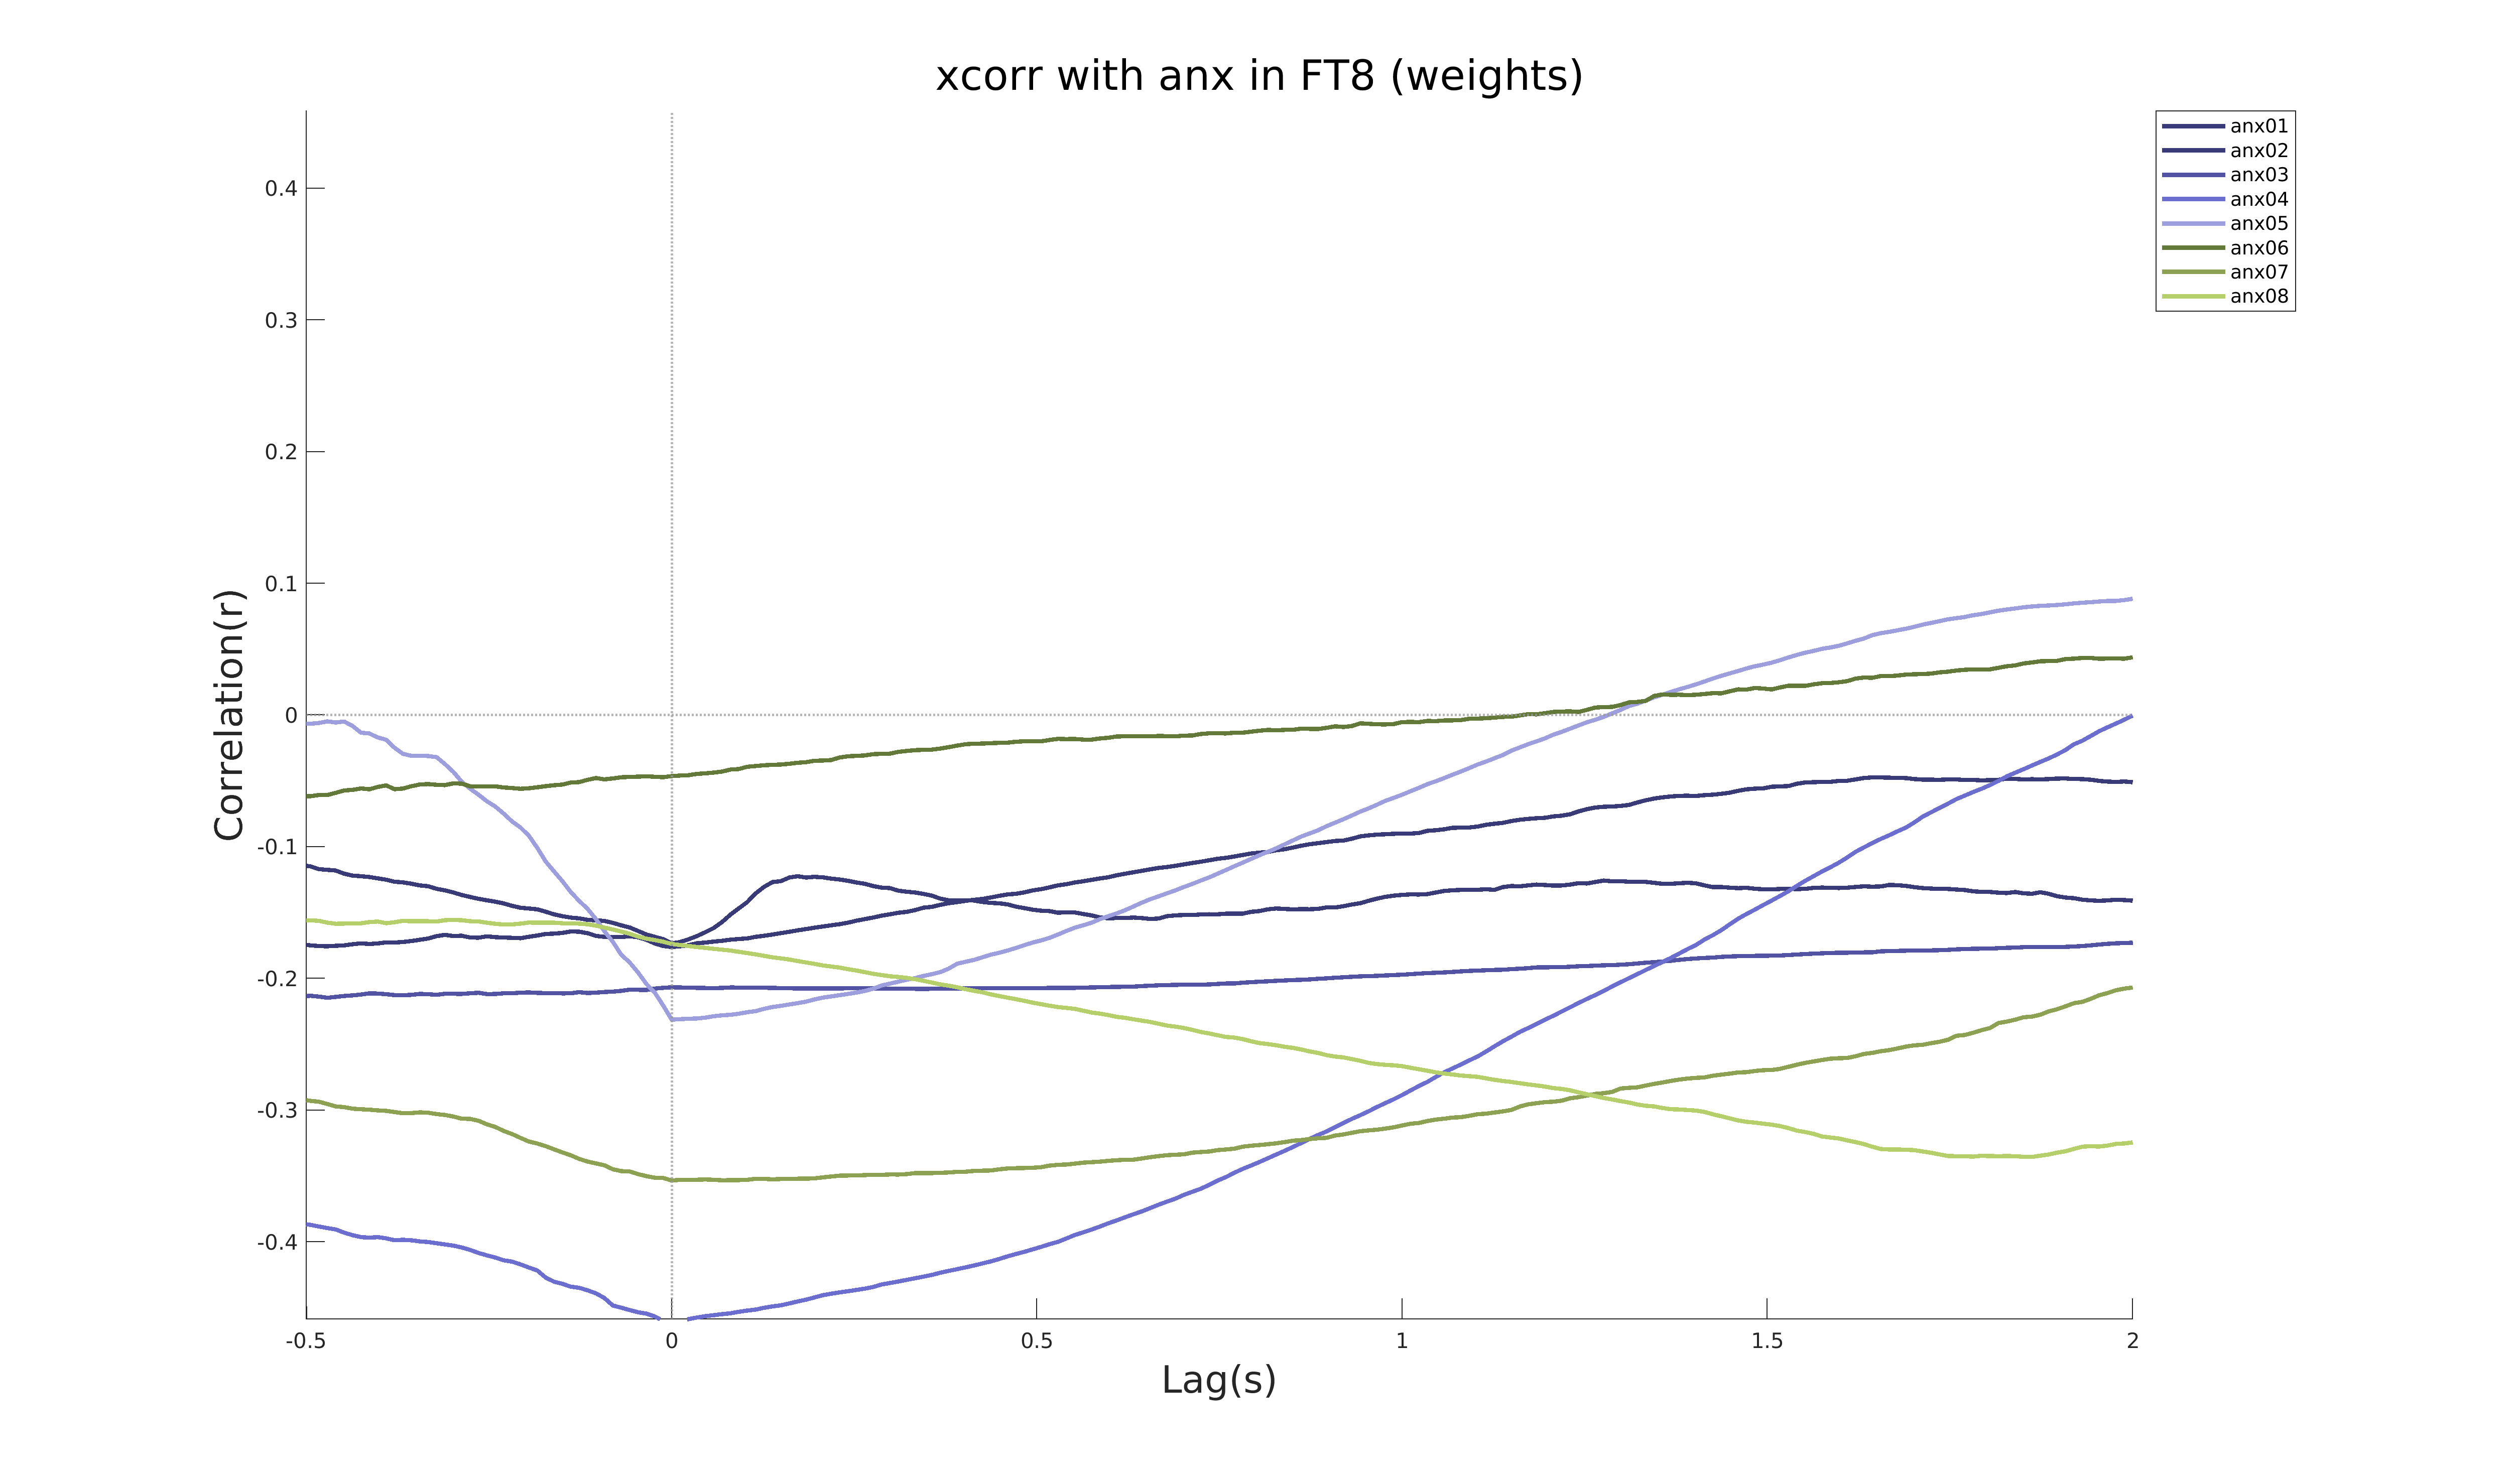 xcorr with anx in FT8 (weights)
anx01
anx02
anx03
anx04
anx05
anx06
anx07
anx08
0.4
0.3
0.2
0.1
0
-0.1
-0.2
-0.3
-0.4
Correlation(r)
-0.5
0
0.5
1
1.5
2
Lag(s)